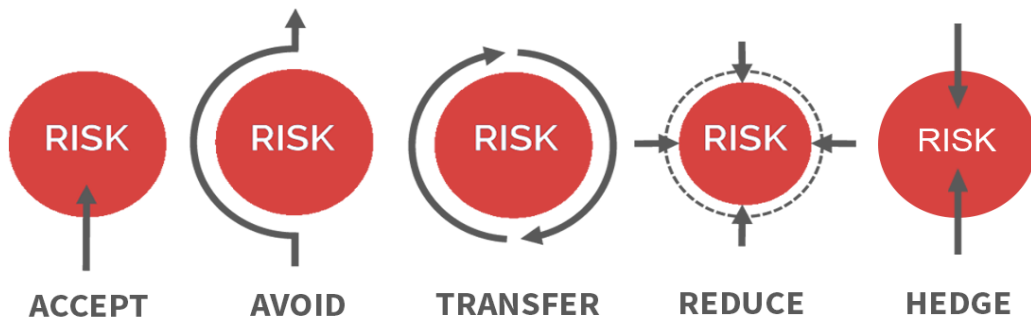 RISK RISK RISK RISK RISK
ACCEPT AVOID TRANSFER REDUCE HEDGE